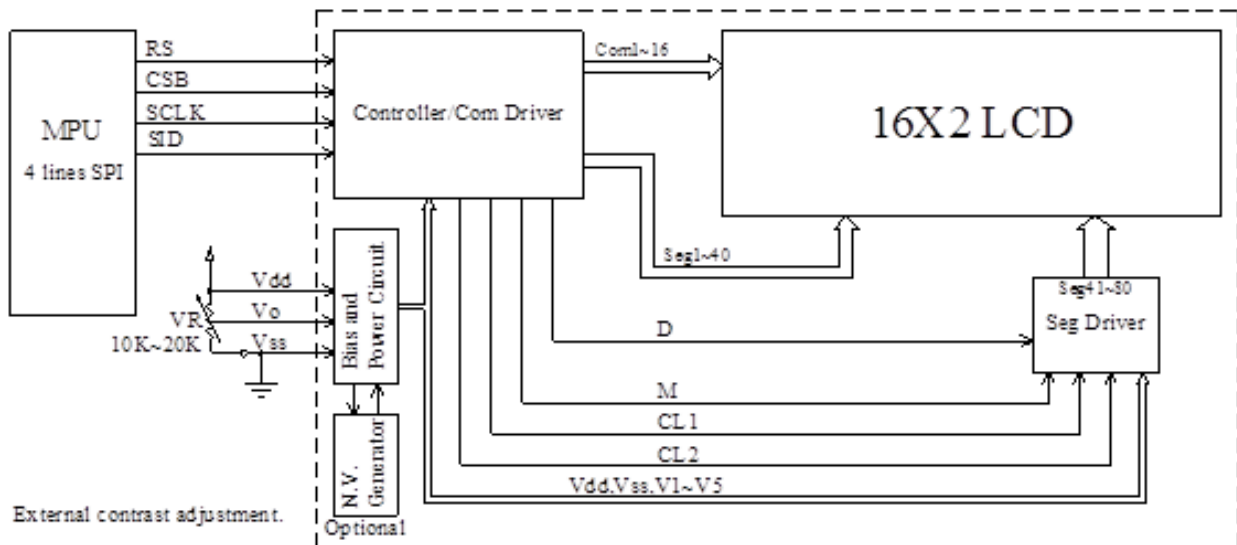 RS
CSB
SCLK
SID
MPU
4 lines SPI
Controller/Com Driver
Com1~16
16X2 LCD
Seg1~40
Seg41~80
Seg Driver
Vdd
Vo
VR
10K~20K
Vss
Bias and
Power Circuit
N.V.
Generator
Optional
D
M
CL1
CL2
Vdd,Vss,V1~V5
External contrast adjustment.